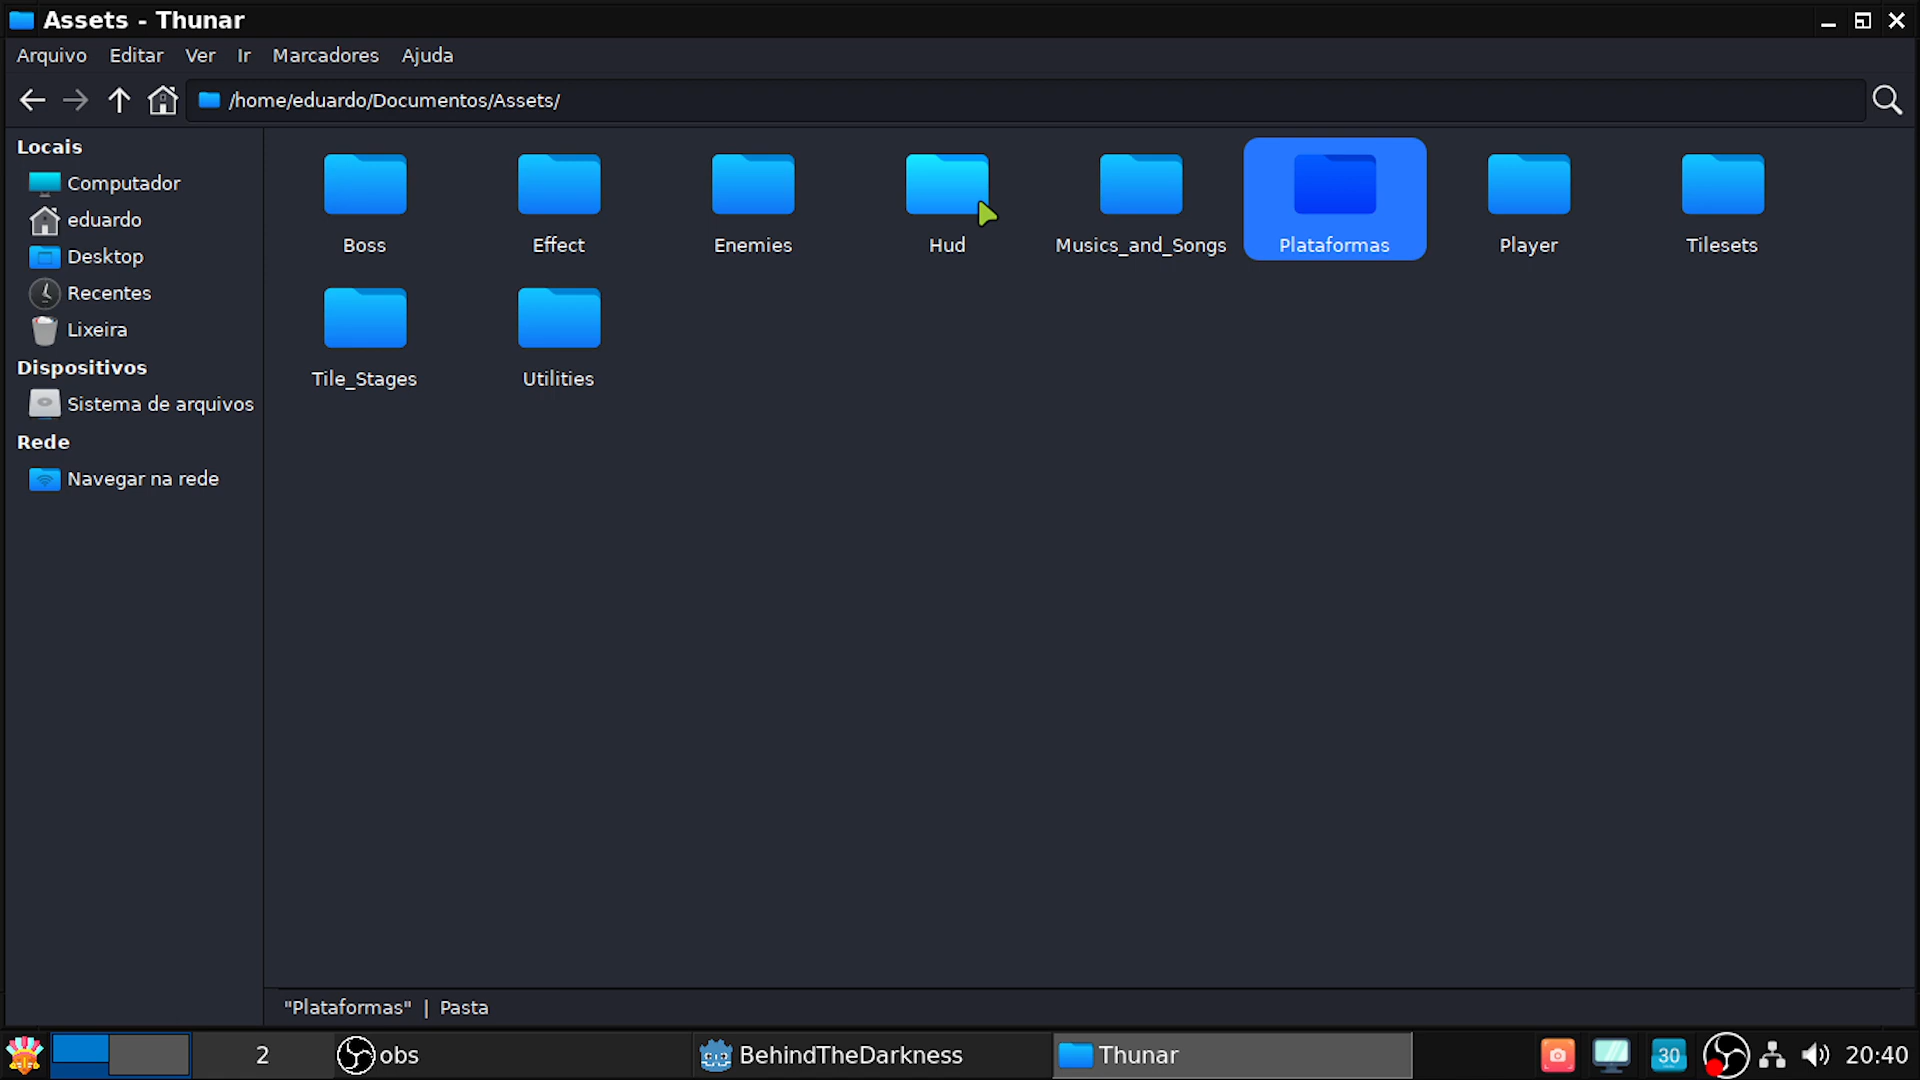 Assets - Thunar
Arquivo Editar Ver Ir Marcadores Ajuda
/home/eduardo/Documentos/Assets/
Locais
Computador
eduardo
Desktop
Recentes
Lixeira
Dispositivos
Sistema de arquivos
Rede
Navegar na rede
Boss Effect Enemies Hud Musics_and_Songs Plataformas Player Tilesets
Tile_Stages Utilities
"Plataformas" | Pasta
2 obs BehindTheDarkness Thunar 30 20:40